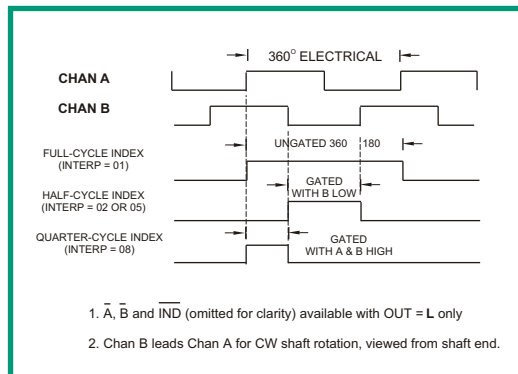 360° ELECTRICAL
CHAN A
CHAN B
UNGATED 360 180
FULL-CYCLE INDEX
(INTERP = 01)
GATED
WITH B LOW
HALF-CYCLE INDEX
(INTERP = 02 OR 05)
QUARTER-CYCLE INDEX
(INTERP = 08)
GATED
WITH A & B HIGH
1. A̅, B̅ and I̅N̅D̅ (omitted for clarity) available with OUT = L only
2. Chan B leads Chan A for CW shaft rotation, viewed from shaft end.